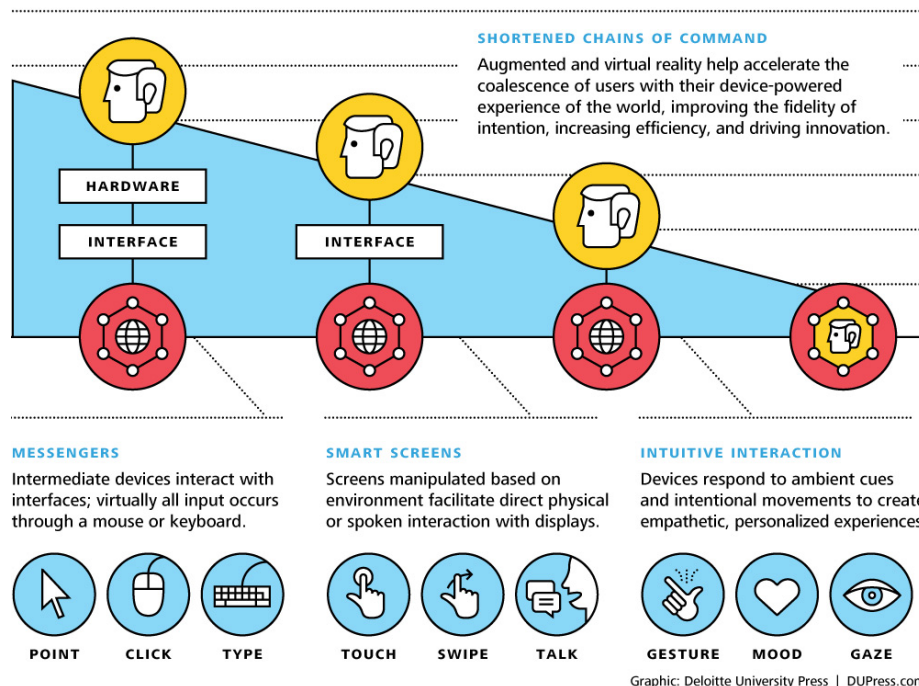 SHORTENED CHAINS OF COMMAND
Augmented and virtual reality help accelerate the
coalescence of users with their device-powered
experience of the world, improving the fidelity of
intention, increasing efficiency, and driving innovation.
HARDWARE
INTERFACE
INTERFACE
MESSENGERS
Intermediate devices interact with
interfaces; virtually all input occurs
through a mouse or keyboard.
POINT
CLICK
TYPE
SMART SCREENS
Screens manipulated based on
environment facilitate direct physical
or spoken interaction with displays.
TOUCH
SWIPE
TALK
INTUITIVE INTERACTION
Devices respond to ambient cues
and intentional movements to create
empathetic, personalized experiences
GESTURE
MOOD
GAZE
Graphic: Deloitte University Press | DUPress.com